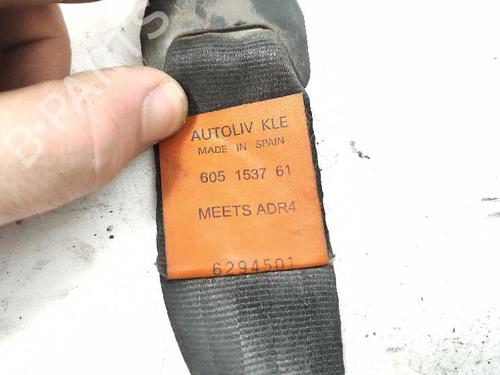 B-PARTS
AUTOLIV KLE
MADE IN SPAIN
605 1537 61
MEETS ADR4
6294501